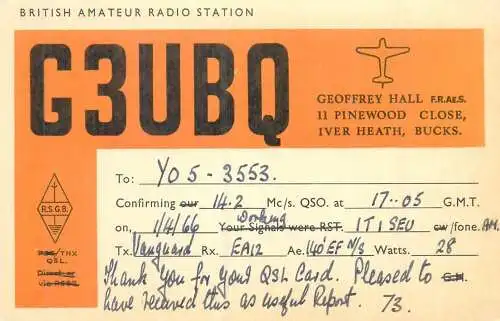 BRITISH AMATEUR RADIO STATION
G3UBQ
GEOFFREY HALL F.R.Ae.S.
11 PINEWOOD CLOSE,
IVER HEATH, BUCKS.
To: YO5-3553.
Confirming our 14.2 Mc/s. QSO. at 17..05 G.M.T.
Working
on, 1/4/66 Your Signals were RST. IT1SEU cw/fone. AM.
Tx. Vanguard Rx. EA12 Ae. 140'EF N/S Watts. 28
R.S.G.B.
PSE/TNX
QSL.
Direct or
via RSGB
Thank You for your QSL Card. Pleased to G.H.
have received this as useful Report. 73.